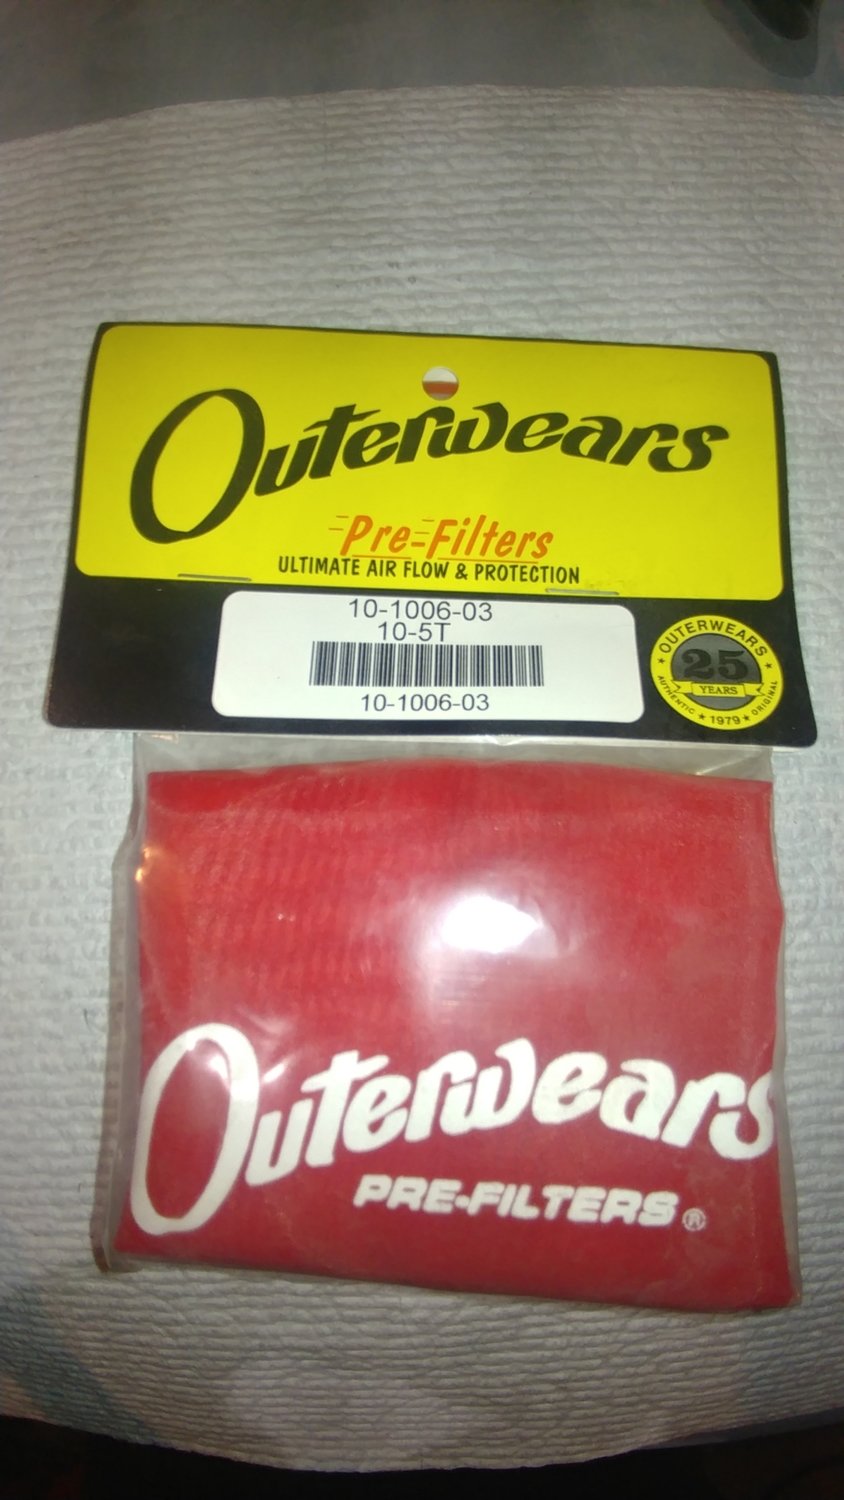 Outerwears
Pre-Filters
ULTIMATE AIR FLOW & PROTECTION
10-1006-03
10-5T
10-1006-03
OUTERWEARS
25
YEARS
AUTHENTIC ★ 1979 ★ ORIGINAL
Outerwears
PRE-FILTERS®